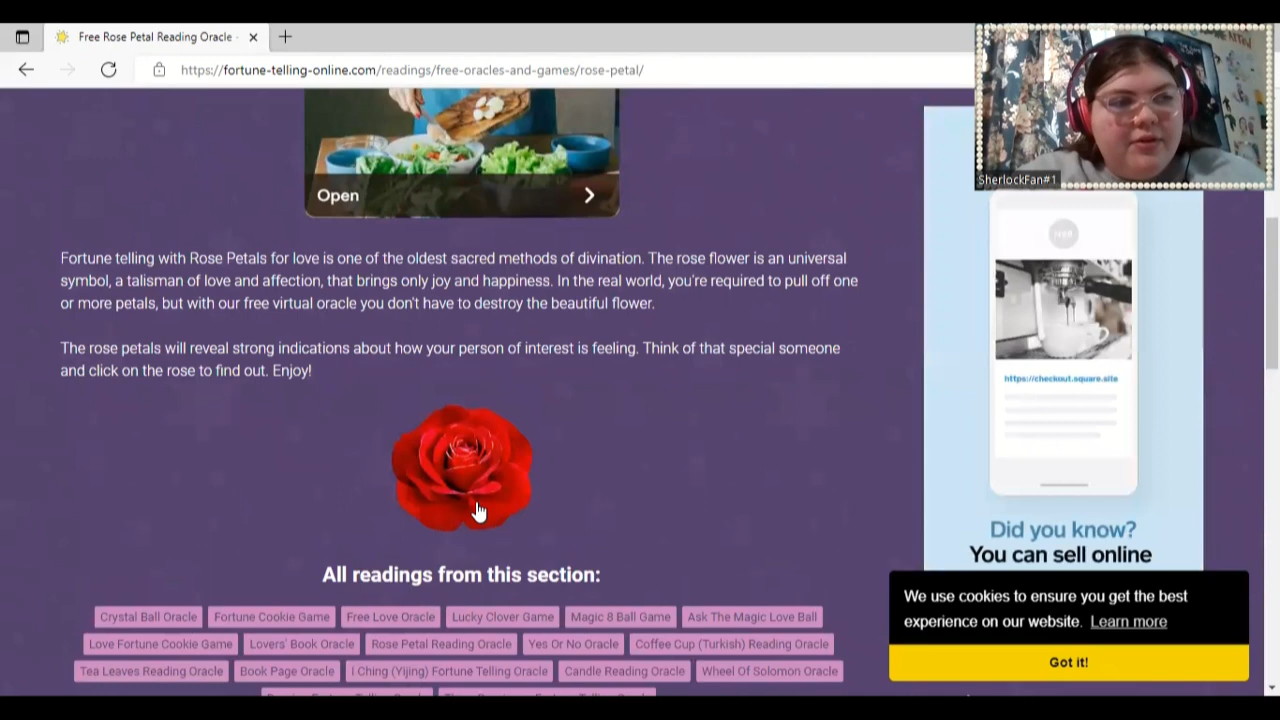 Free Rose Petal Reading Oracle
https://fortune-telling-online.com/readings/free-oracles-and-games/rose-petal/
SherlockFan#1
Open
Fortune telling with Rose Petals for love is one of the oldest sacred methods of divination. The rose flower is an universal
symbol, a talisman of love and affection, that brings only joy and happiness. In the real world, you're required to pull off one
or more petals, but with our free virtual oracle you don't have to destroy the beautiful flower.
The rose petals will reveal strong indications about how your person of interest is feeling. Think of that special someone
and click on the rose to find out. Enjoy!
https://checkout.square.site
Did you know?
You can sell online
All readings from this section:
Crystal Ball Oracle Fortune Cookie Game Free Love Oracle Lucky Clover Game Magic 8 Ball Game Ask The Magic Love Ball
Love Fortune Cookie Game Lovers' Book Oracle Rose Petal Reading Oracle Yes Or No Oracle Coffee Cup (Turkish) Reading Oracle
Tea Leaves Reading Oracle Book Page Oracle I Ching (Yijing) Fortune Telling Oracle Candle Reading Oracle Wheel Of Solomon Oracle
We use cookies to ensure you get the best
experience on our website. Learn more
Got it!